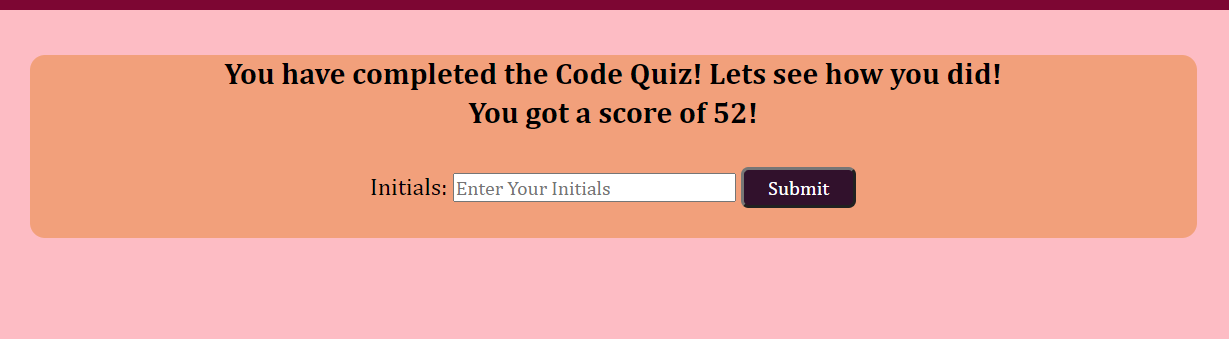 You have completed the Code Quiz! Lets see how you did!
You got a score of 52!
Initials: Enter Your Initials Submit